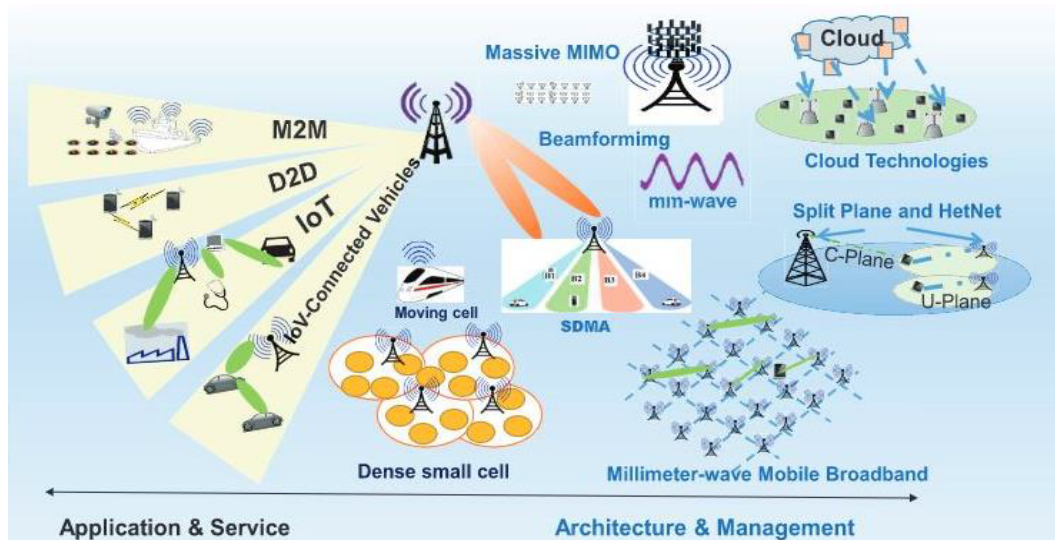 Massive MIMO
Cloud
M2M
Beamformimg
Cloud Technologies
D2D
mm-wave
IoT
Split Plane and HetNet
IoV-Connected Vehicles
C-Plane
U-Plane
B1
B2
B3
B4
Moving cell
SDMA
Dense small cell
Millimeter-wave Mobile Broadband
Application & Service
Architecture & Management